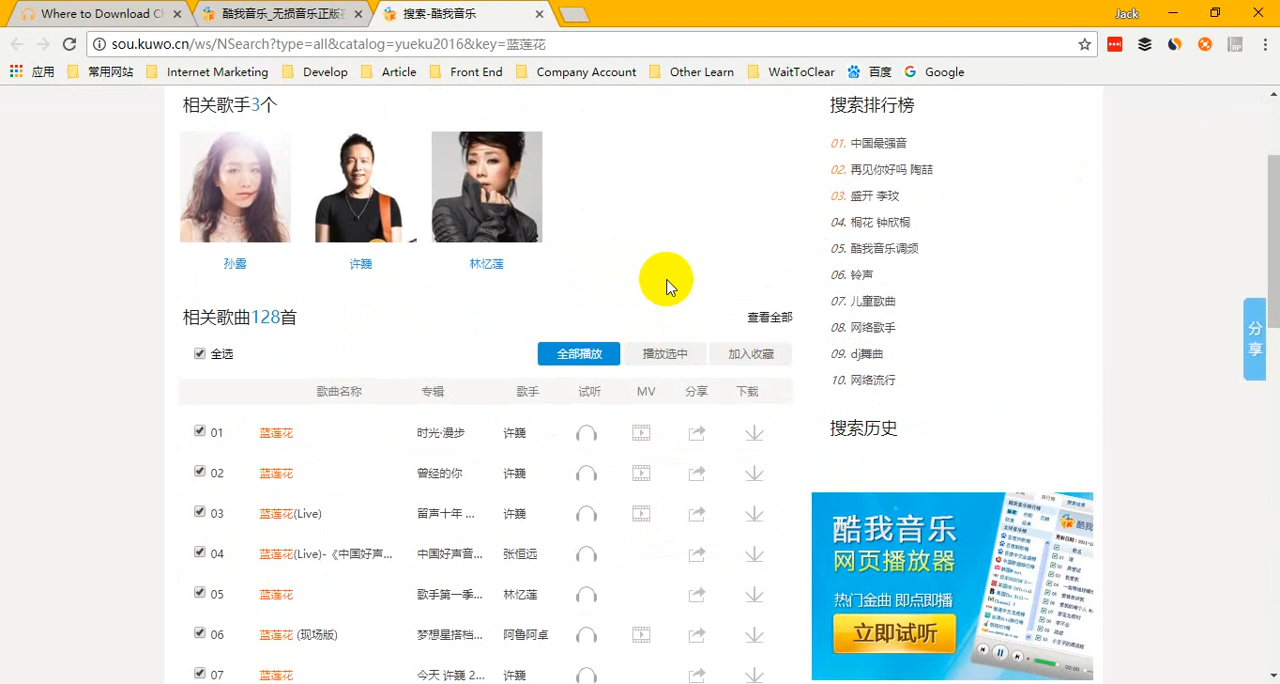 Where to Download Ch
酷我音乐_无损音乐正版在
搜索-酷我音乐
Jack
sou.kuwo.cn/ws/NSearch?type=all&catalog=yueku2016&key=蓝莲花
应用 常用网站 Internet Marketing Develop Article Front End Company Account Other Learn WaitToClear 百度 Google
相关歌手3个
孙露 许巍 林忆莲
相关歌曲128首 查看全部
全选 全部播放 播放选中 加入收藏
歌曲名称 专辑 歌手 试听 MV 分享 下载
01 蓝莲花 时光·漫步 许巍
02 蓝莲花 曾经的你 许巍
03 蓝莲花(Live) 留声十年 ... 许巍
04 蓝莲花(Live)-《中国好声... 中国好声音... 张恒远
05 蓝莲花 歌手第一季... 林忆莲
06 蓝莲花 (现场版) 梦想星搭档... 阿鲁阿卓
07 蓝莲花 今天 许巍 2... 许巍
搜索排行榜
01. 中国最强音
02. 再见你好吗 陶喆
03. 盛开 李玟
04. 桐花 钟欣桐
05. 酷我音乐调频
06. 铃声
07. 儿童歌曲
08. 网络歌手
09. dj舞曲
10. 网络流行
搜索历史
酷我音乐
网页播放器
热门金曲 即点即播
立即试听
分
享